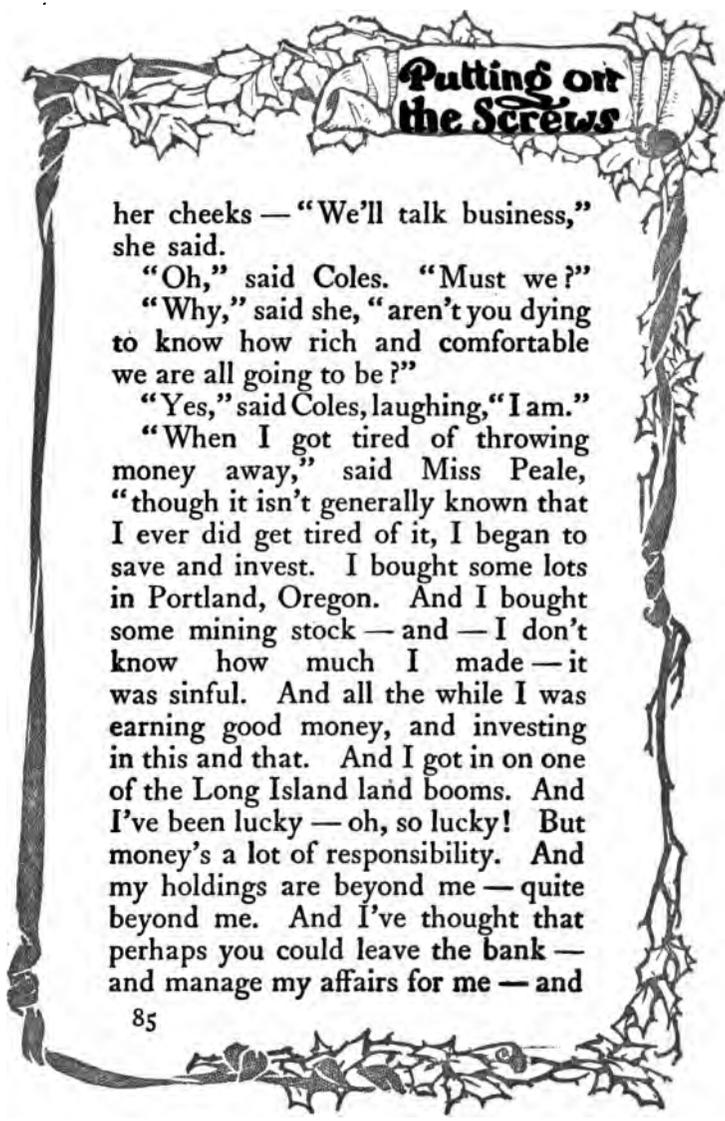 Putting on
the Screws
her cheeks — "We'll talk business,"
she said.
"Oh," said Coles. "Must we?"
"Why," said she, "aren't you dying
to know how rich and comfortable
we are all going to be?"
"Yes," said Coles, laughing, "I am."
"When I got tired of throwing
money away," said Miss Peale,
"though it isn't generally known that
I ever did get tired of it, I began to
save and invest. I bought some lots
in Portland, Oregon. And I bought
some mining stock — and — I don't
know how much I made — it
was sinful. And all the while I was
earning good money, and investing
in this and that. And I got in on one
of the Long Island land booms. And
I've been lucky — oh, so lucky! But
money's a lot of responsibility. And
my holdings are beyond me — quite
beyond me. And I've thought that
perhaps you could leave the bank —
and manage my affairs for me — and
85